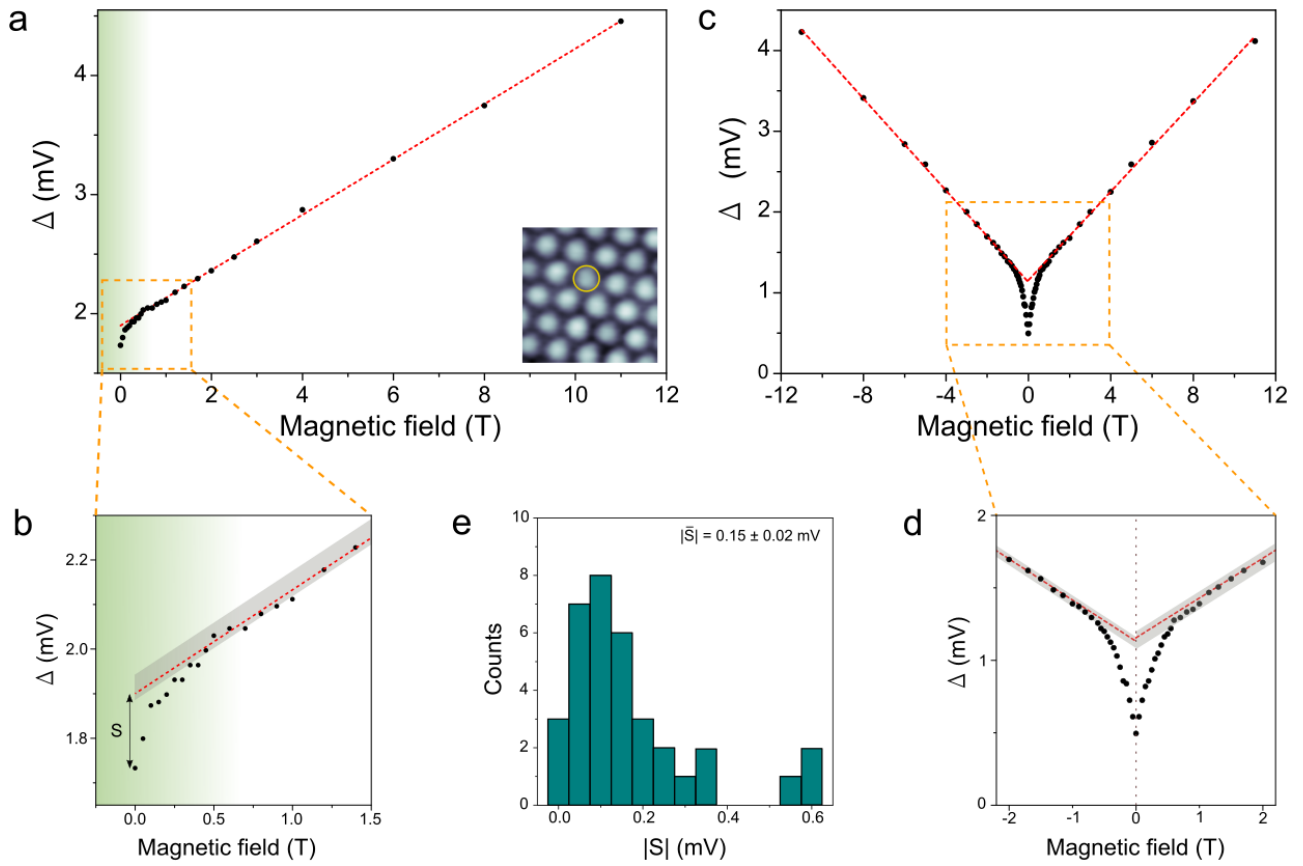 a
4
3
2
Δ (mV)
0
2
4
6
8
10
12
Magnetic field (T)
c
4
3
2
1
0
Δ (mV)
-12
-8
-4
0
4
8
12
Magnetic field (T)
b
2.2
2.0
1.8
Δ (mV)
S
0.0
0.5
1.0
1.5
Magnetic field (T)
e
10
8
6
4
2
0
Counts
|S̄| = 0.15 ± 0.02 mV
0.0
0.2
0.4
0.6
|S| (mV)
d
2
1
0
Δ (mV)
-2
-1
0
1
2
Magnetic field (T)